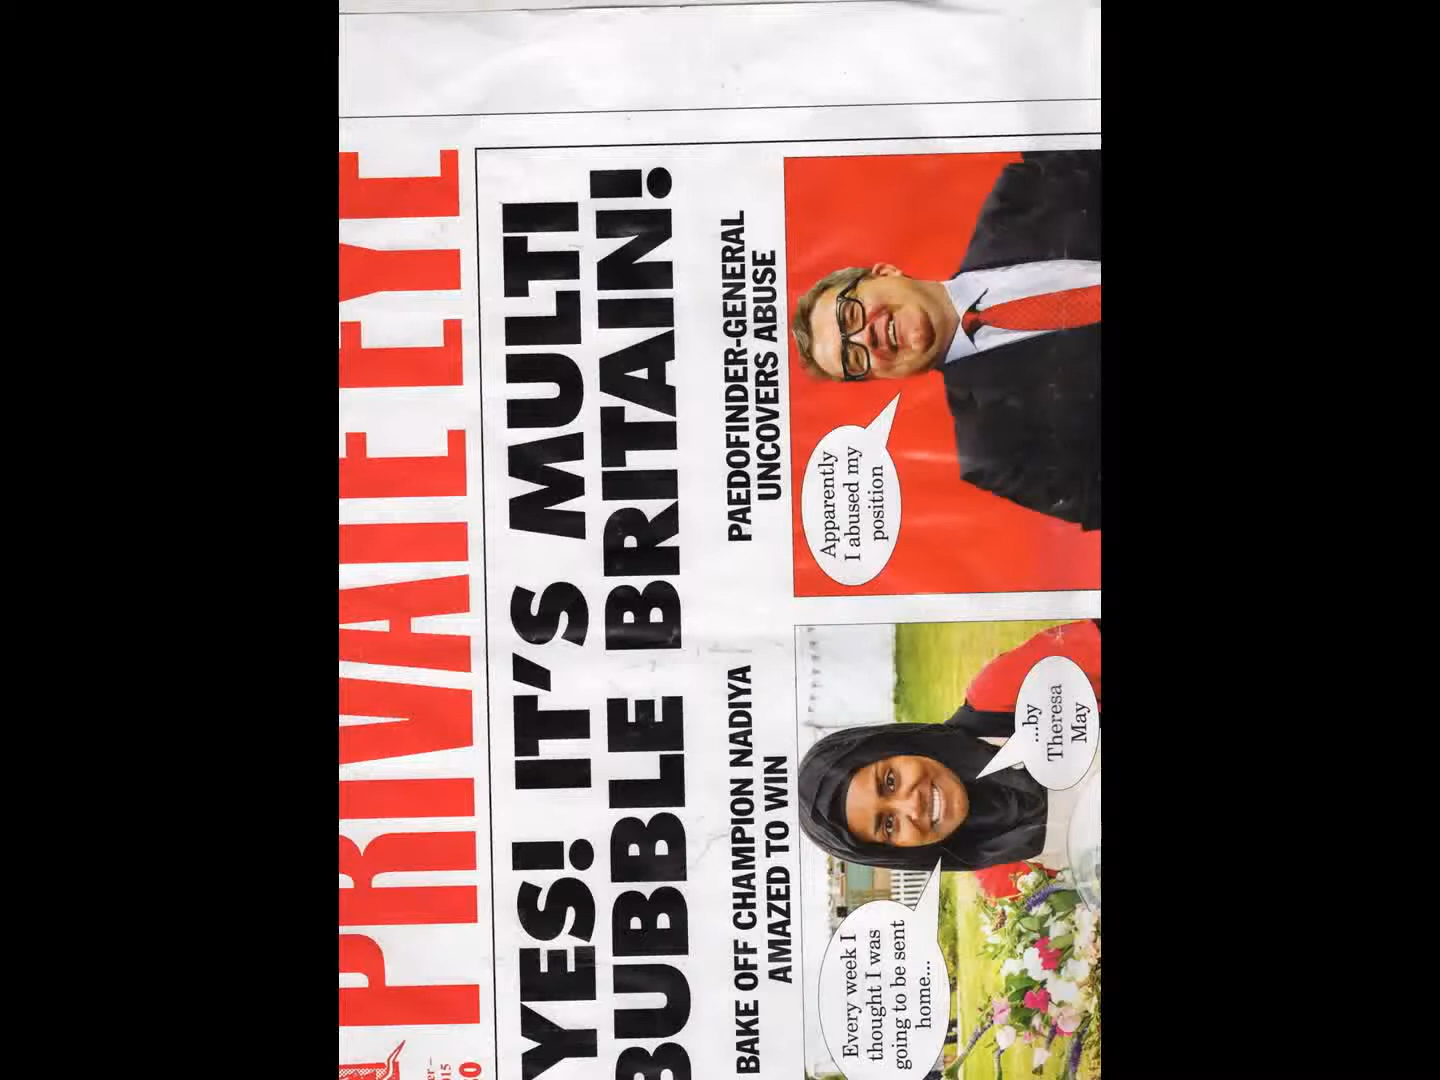 PRIVATE EYE
YES! IT'S MULTI
BUBBLE BRITAIN!
BAKE OFF CHAMPION NADIYA
AMAZED TO WIN
Every week I
thought I was
going to be sent
home...
...by
Theresa
May
PAEDOFINDER-GENERAL
UNCOVERS ABUSE
Apparently
I abused my
position